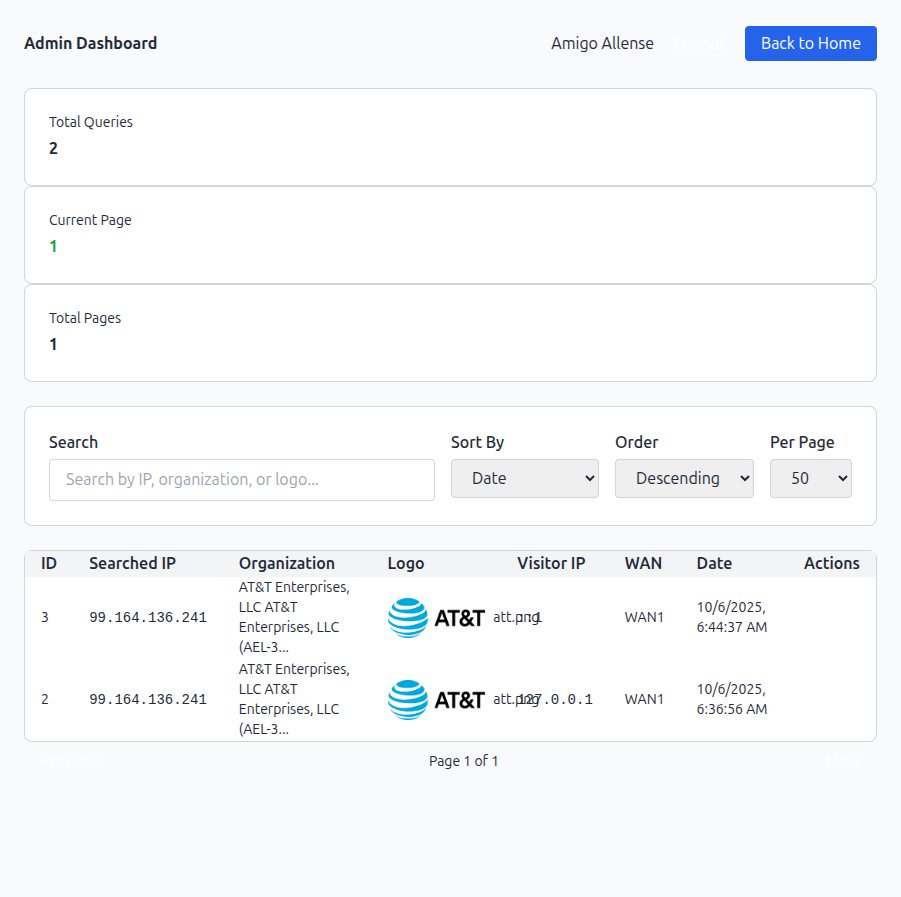 Admin Dashboard
Amigo Allense
Logout
Back to Home
Total Queries
2
Current Page
1
Total Pages
1
Search
Sort By
Order
Per Page
Search by IP, organization, or logo...
Date
Descending
50
ID Searched IP Organization Logo Visitor IP WAN Date Actions
3
99.164.136.241
AT&T Enterprises,
LLC AT&T
Enterprises, LLC
(AEL-3...
AT&T
att.png
WAN1
10/6/2025,
6:44:37 AM
2
99.164.136.241
AT&T Enterprises,
LLC AT&T
Enterprises, LLC
(AEL-3...
AT&T
att.png
127.0.0.1
WAN1
10/6/2025,
6:36:56 AM
Previous
Page 1 of 1
Next